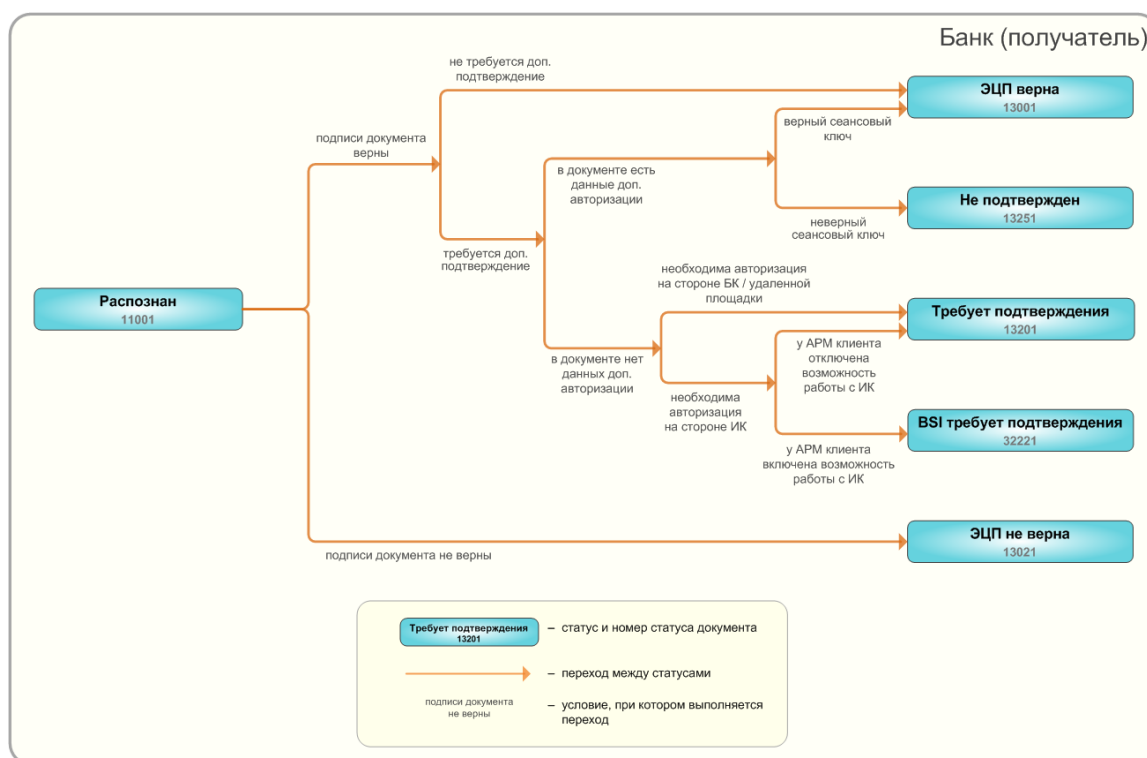 Банк (получатель)
не требуется доп.
подтверждение
ЭЦП верна
13001
верный сеансовый
ключ
подписи документа
верны
в документе есть
данные доп.
авторизации
Не подтвержден
13251
неверный
сеансовый ключ
требуется доп.
подтверждение
необходима авторизация
на стороне БК / удаленной
площадки
Распознан
11001
Требует подтверждения
13201
у АРМ клиента
отключена
возможность
работы с ИК
в документе нет
данных доп.
авторизации
необходима
авторизация
на стороне ИК
BSI требует подтверждения
32221
у АРМ клиента
включена возможность
работы с ИК
ЭЦП не верна
13021
подписи документа не верны
Требует подтверждения
13201
– статус и номер статуса документа
– переход между статусами
подписи документа
не верны
– условие, при котором выполняется
переход